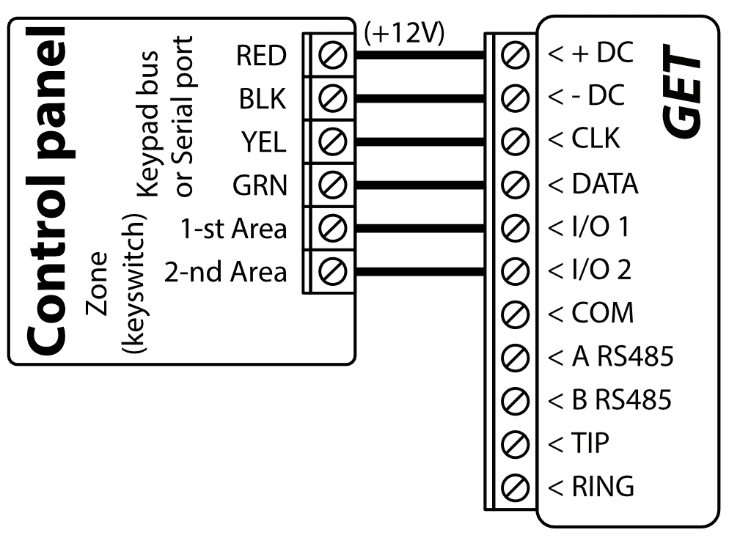 Control panel
Keypad bus
or Serial port
Zone
(keyswitch)
RED
BLK
YEL
GRN
1-st Area
2-nd Area
(+12V)
GET
< + DC
< - DC
< CLK
< DATA
< I/O 1
< I/O 2
< COM
< A RS485
< B RS485
< TIP
< RING